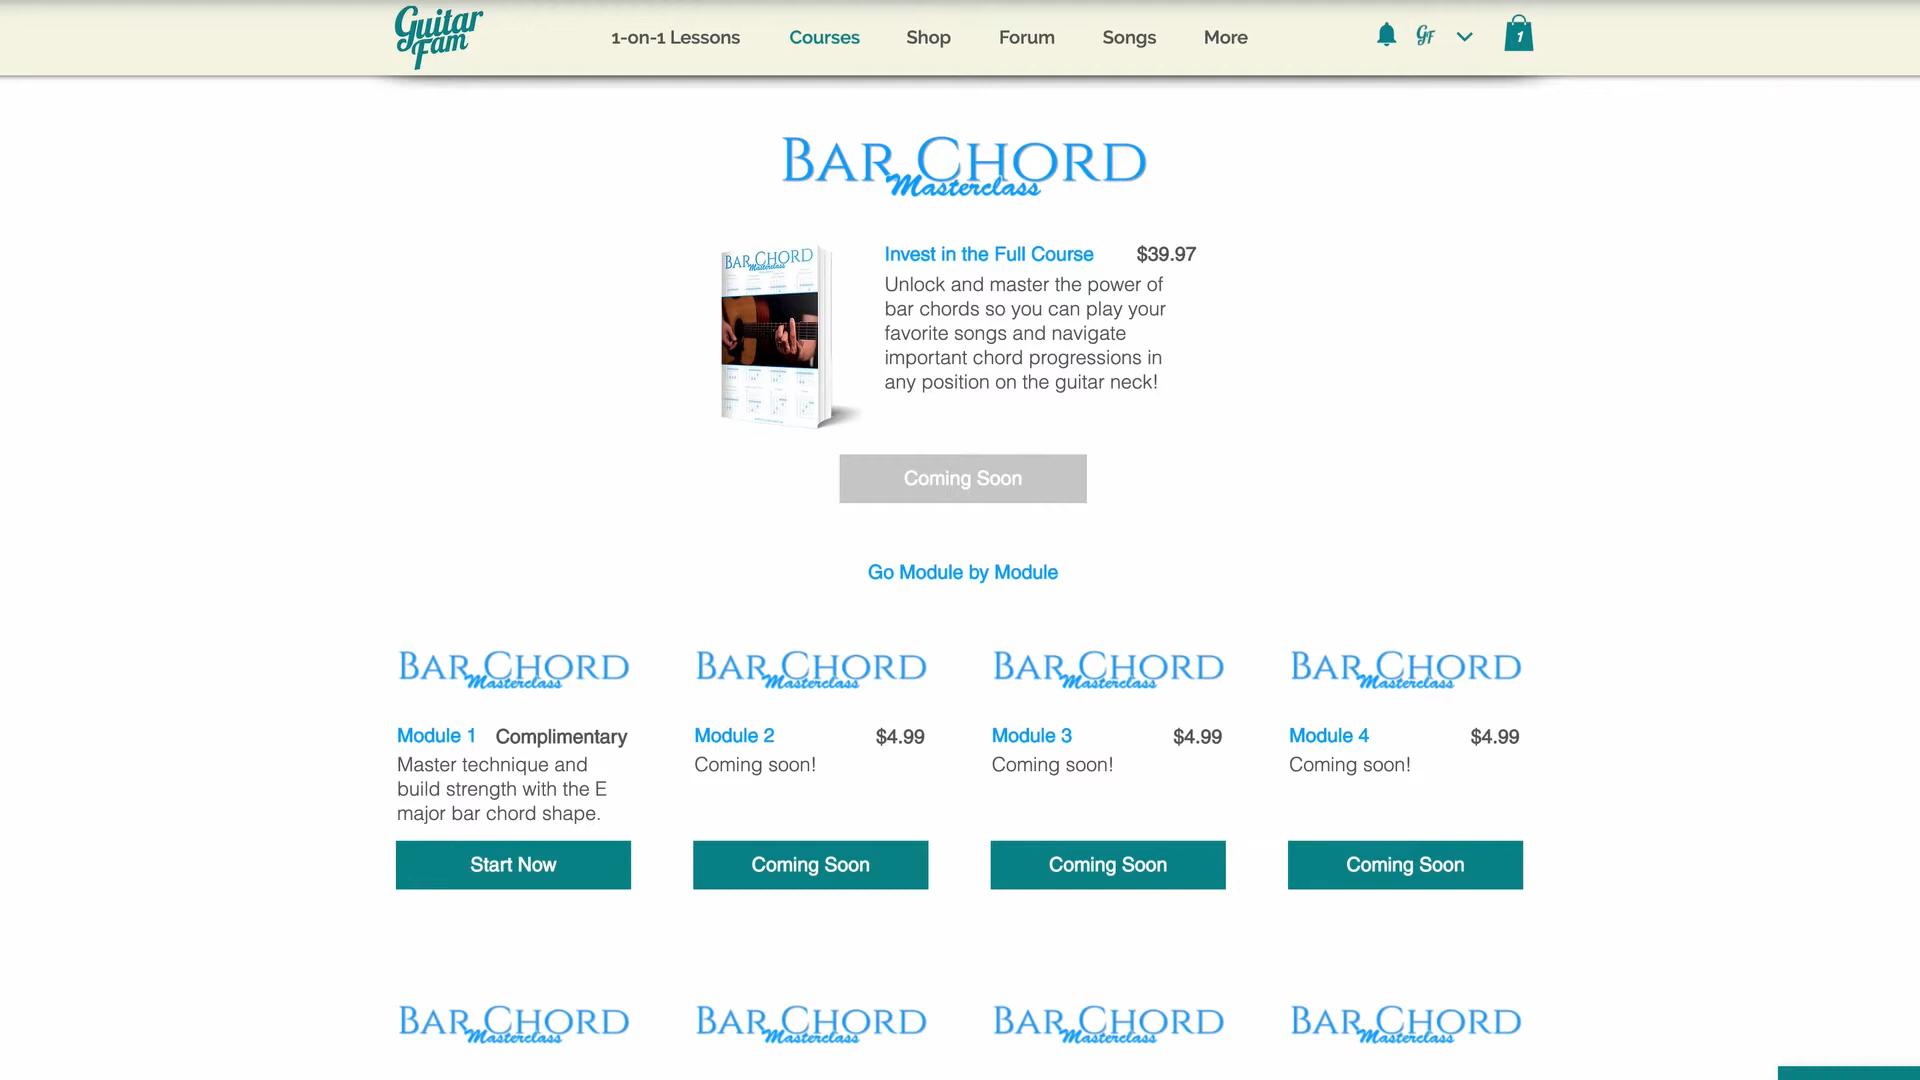 Guitar Fam
1-on-1 Lessons Courses Shop Forum Songs More GF 1
BAR CHORD
Masterclass
BAR CHORD
Masterclass
Invest in the Full Course $39.97
Unlock and master the power of
bar chords so you can play your
favorite songs and navigate
important chord progressions in
any position on the guitar neck!
Coming Soon
Go Module by Module
BAR CHORD Masterclass
Module 1 Complimentary
Master technique and
build strength with the E
major bar chord shape.
Start Now
BAR CHORD Masterclass
Module 2 $4.99
Coming soon!
Coming Soon
BAR CHORD Masterclass
Module 3 $4.99
Coming soon!
Coming Soon
BAR CHORD Masterclass
Module 4 $4.99
Coming soon!
Coming Soon
BAR CHORD Masterclass
BAR CHORD Masterclass
BAR CHORD Masterclass
BAR CHORD Masterclass